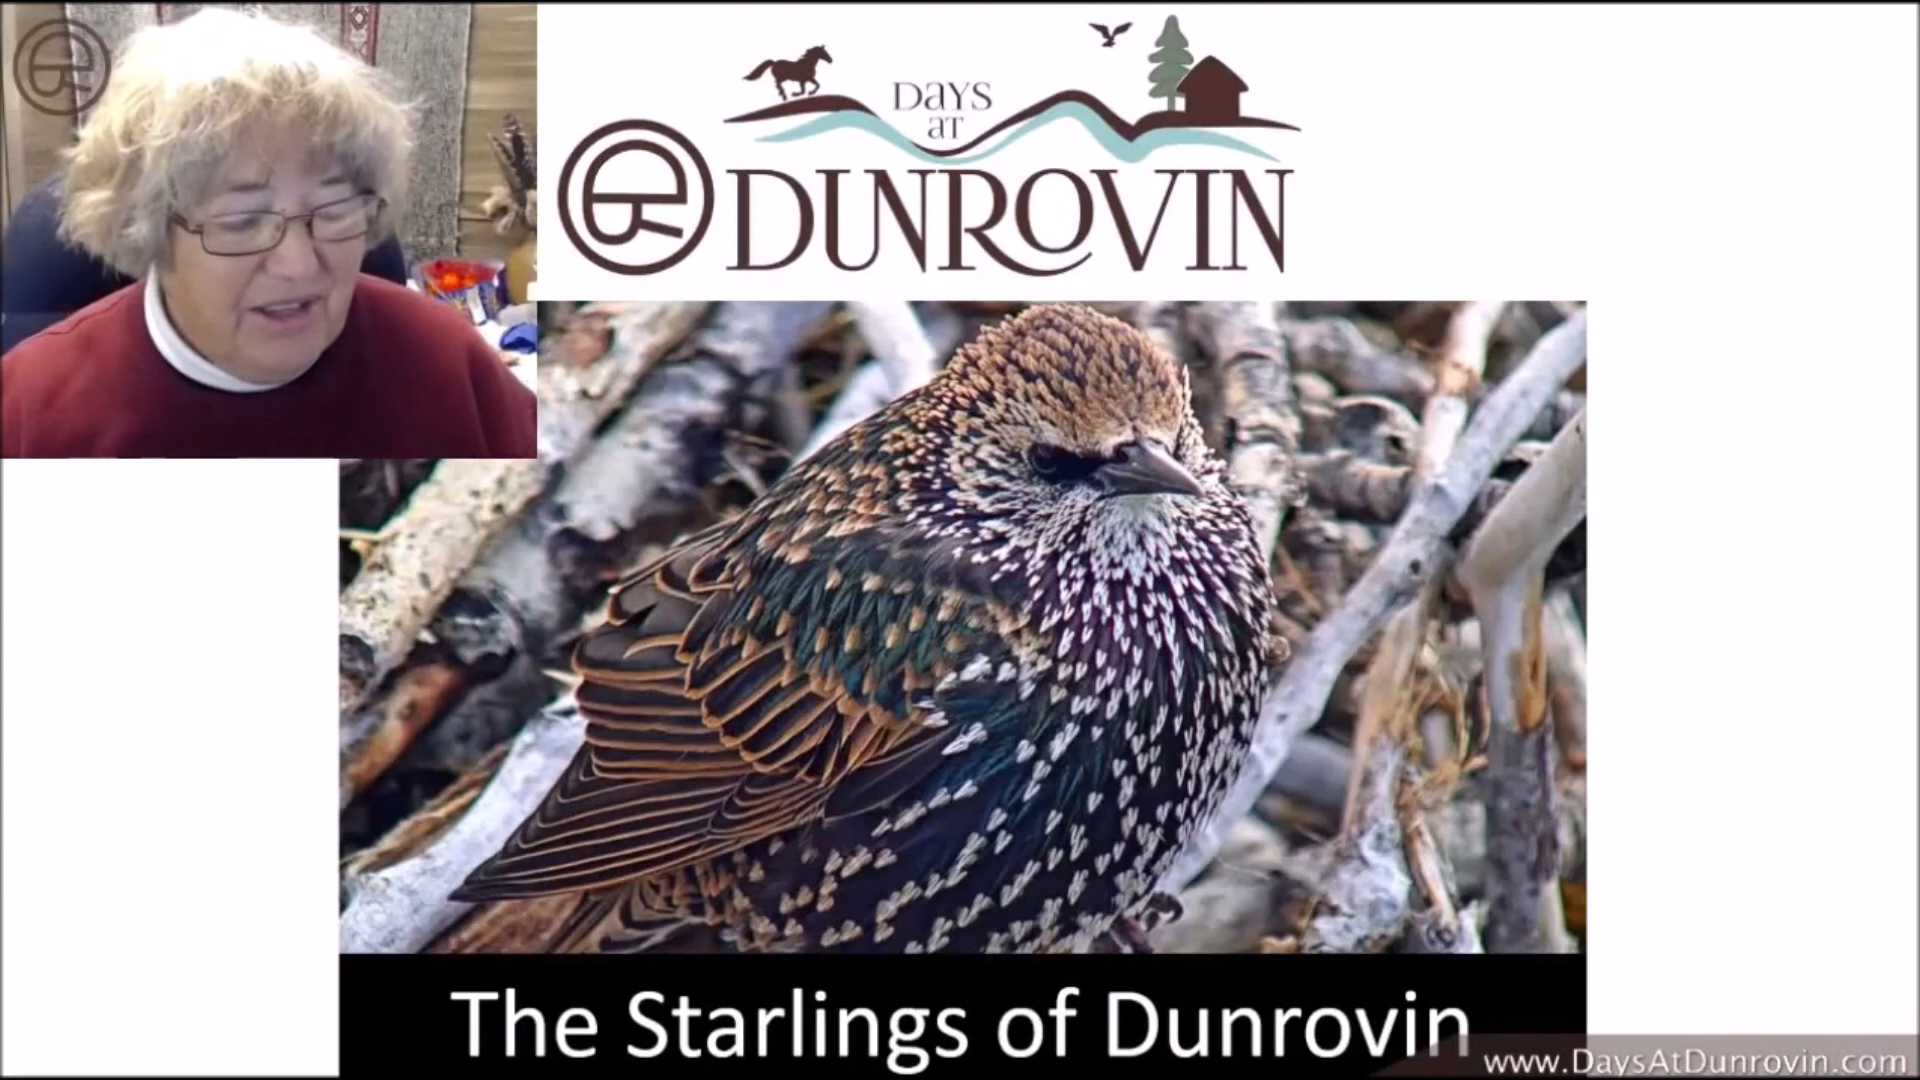 Days
at
DUNROVIN
The Starlings of Dunrovin
www.DaysAtDunrovin.com